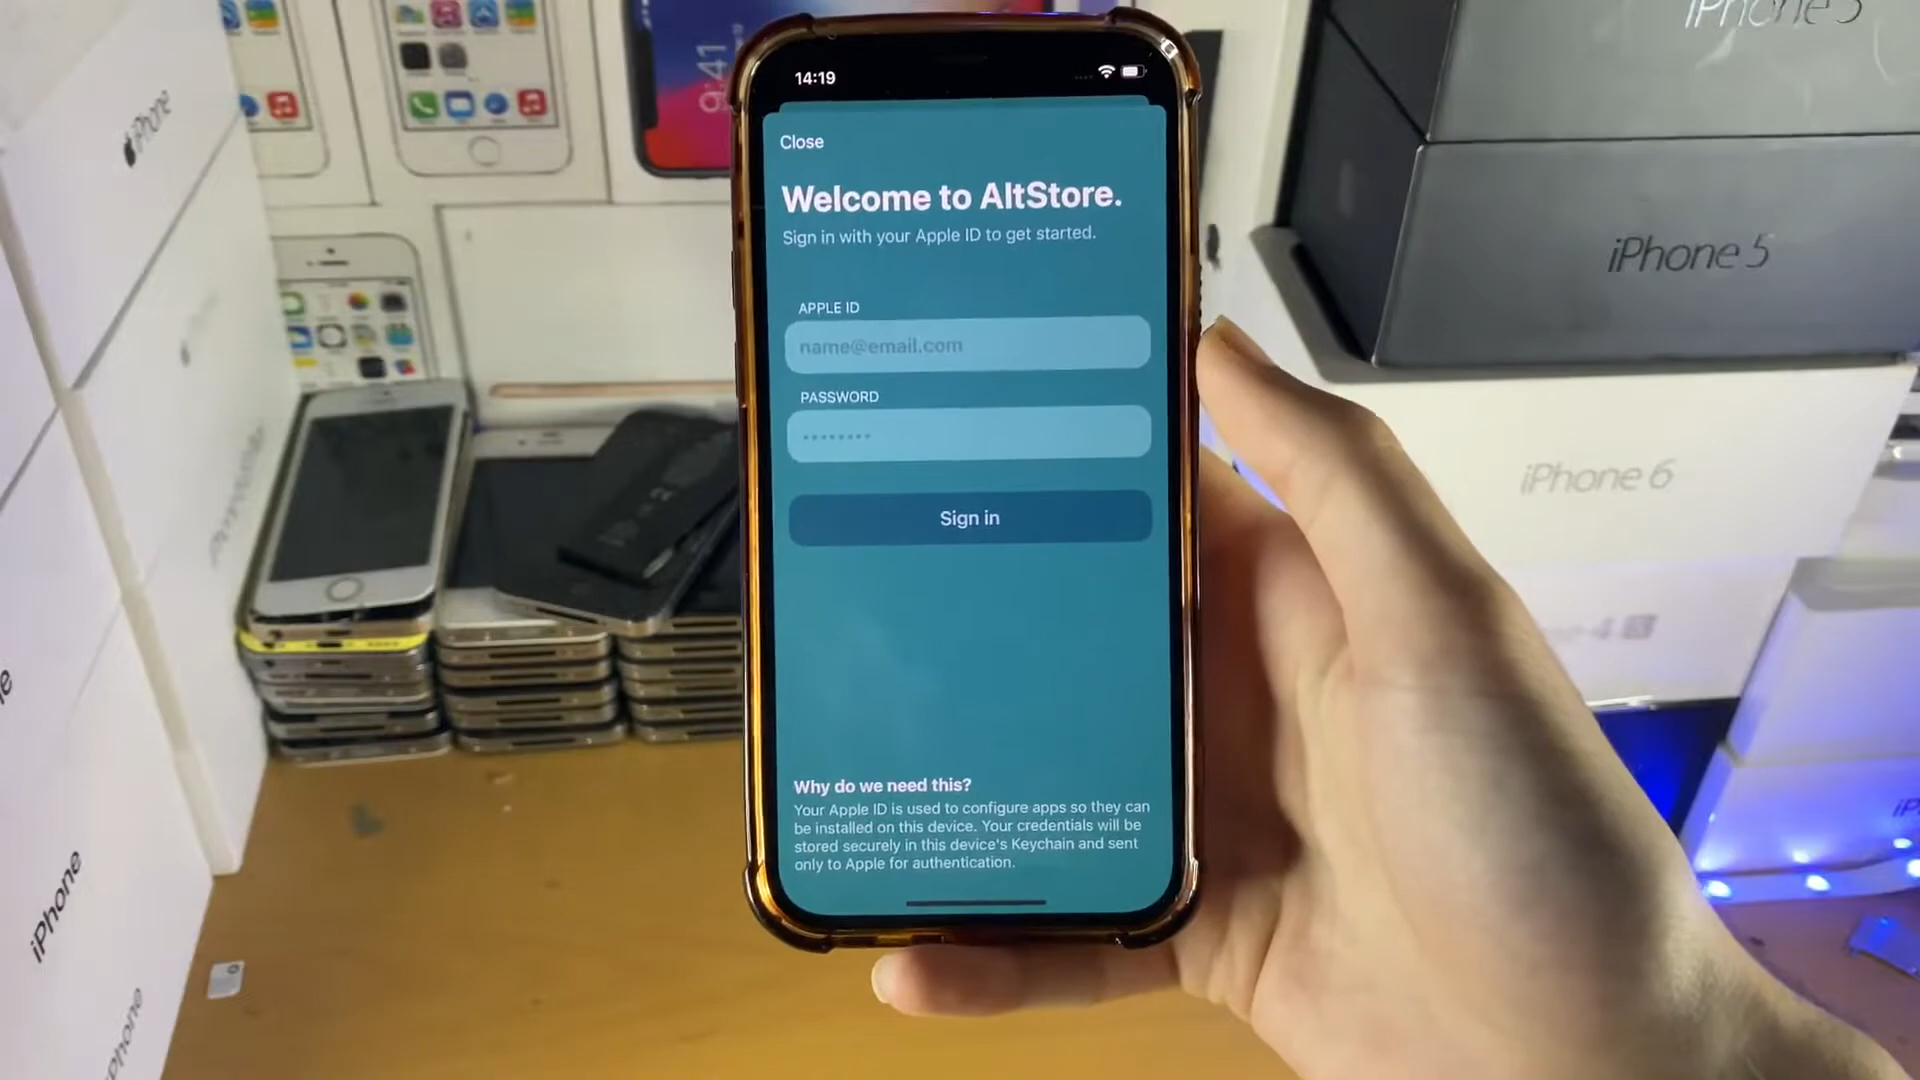 14:19
Close
Welcome to AltStore.
Sign in with your Apple ID to get started.
APPLE ID
name@email.com
PASSWORD
Sign in
Why do we need this?
Your Apple ID is used to configure apps so they can
be installed on this device. Your credentials will be
stored securely in this device's Keychain and sent
only to Apple for authentication.
iPhone
9:41
iPhone 5
iPhone 5
iPhone 6
iPhone
iPhone